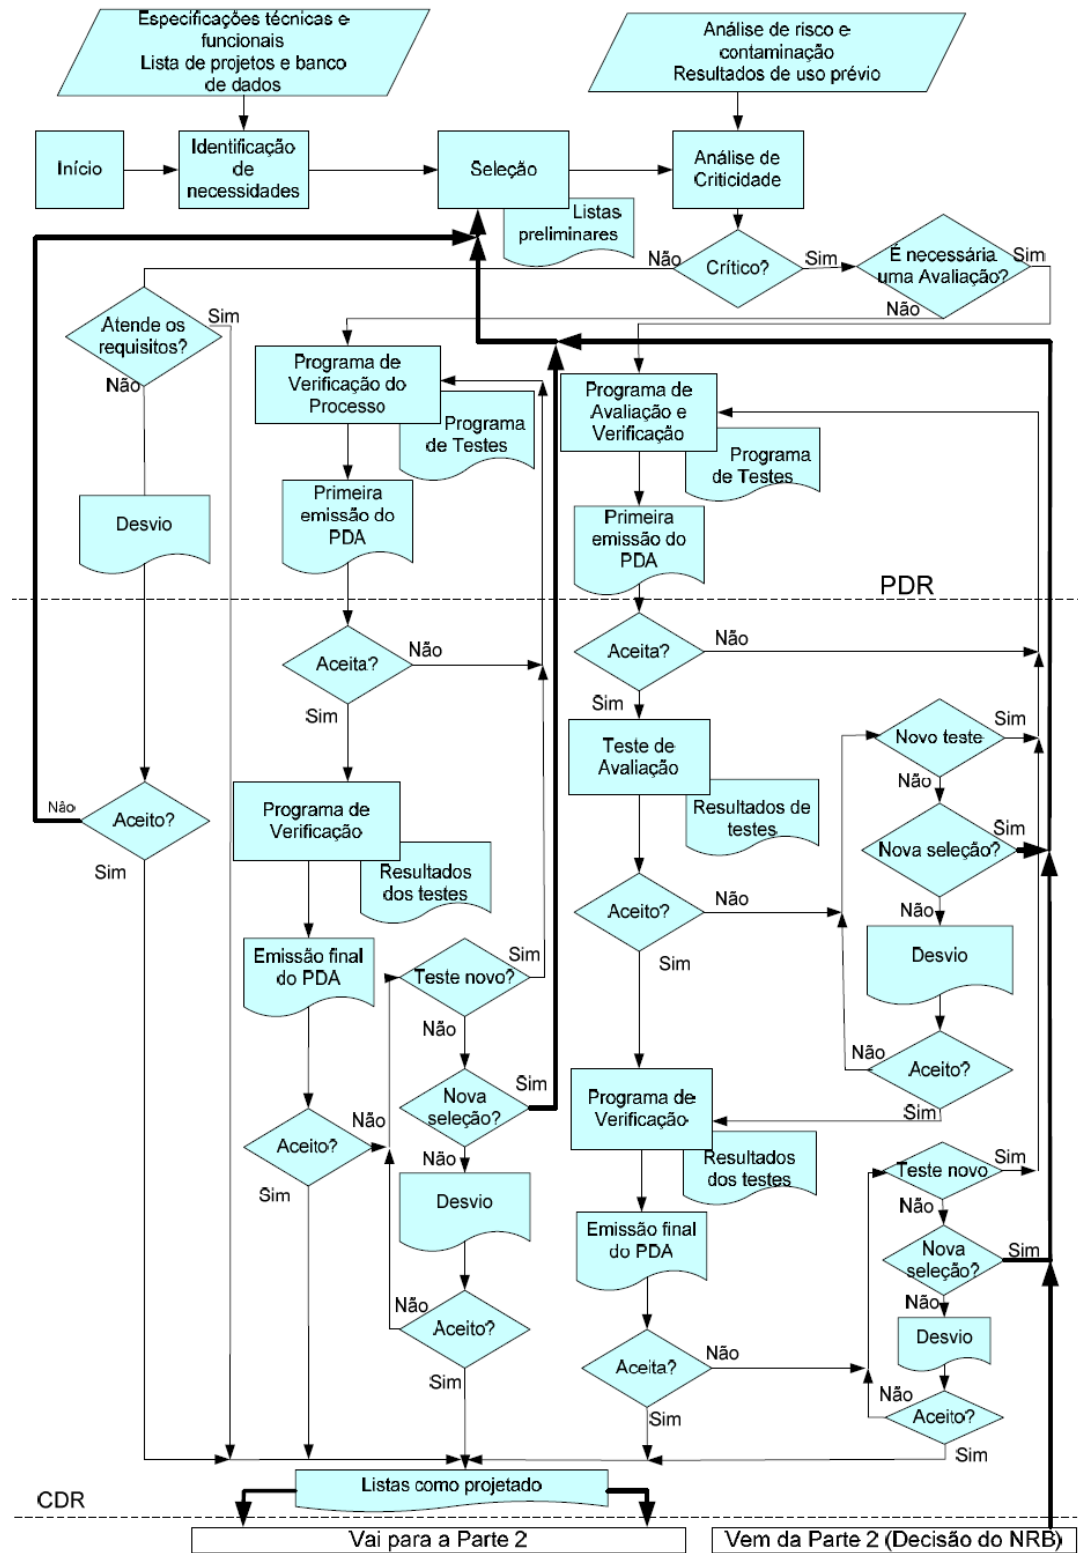 Especificações técnicas e
funcionais
Lista de projetos e banco
de dados
Análise de risco e
contaminação
Resultados de uso prévio
Início
Identificação
de
necessidades
Seleção
Análise de
Criticidade
Listas
preliminares
Não
Crítico?
Sim
É necessária
uma Avaliação?
Sim
Não
Atende os
requisitos?
Sim
Não
Programa de
Verificação do
Processo
Programa
de Testes
Programa de
Avaliação e
Verificação
Programa
de Testes
Desvio
Primeira
emissão do
PDA
Primeira
emissão do
PDA
PDR
Aceita?
Não
Sim
Aceita?
Não
Sim
Teste de
Avaliação
Resultados de
testes
Novo teste
Sim
Não
Nova seleção?
Sim
Não
Não
Aceito?
Sim
Programa de
Verificação
Resultados
dos testes
Aceito?
Não
Sim
Desvio
Não
Aceito?
Sim
Emissão final
do PDA
Teste novo?
Sim
Não
Nova
seleção?
Sim
Não
Aceito?
Não
Sim
Desvio
Não
Aceito?
Sim
Programa de
Verificação
Resultados
dos testes
Teste novo
Sim
Não
Nova
seleção?
Sim
Não
Emissão final
do PDA
Desvio
Aceita?
Não
Sim
Não
Aceito?
Sim
Listas como projetado
CDR
Vai para a Parte 2
Vem da Parte 2 (Decisão do NRB)